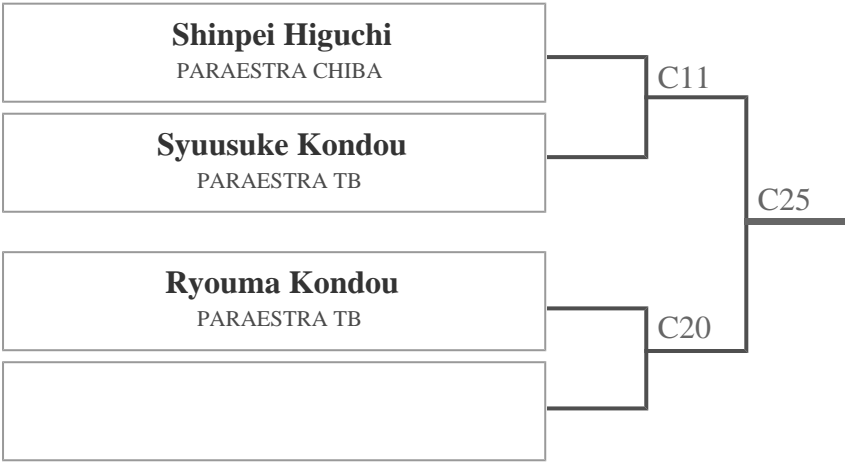 Shinpei Higuchi
PARAESTRA CHIBA
C11
Syuusuke Kondou
PARAESTRA TB
C25
Ryouma Kondou
PARAESTRA TB
C20